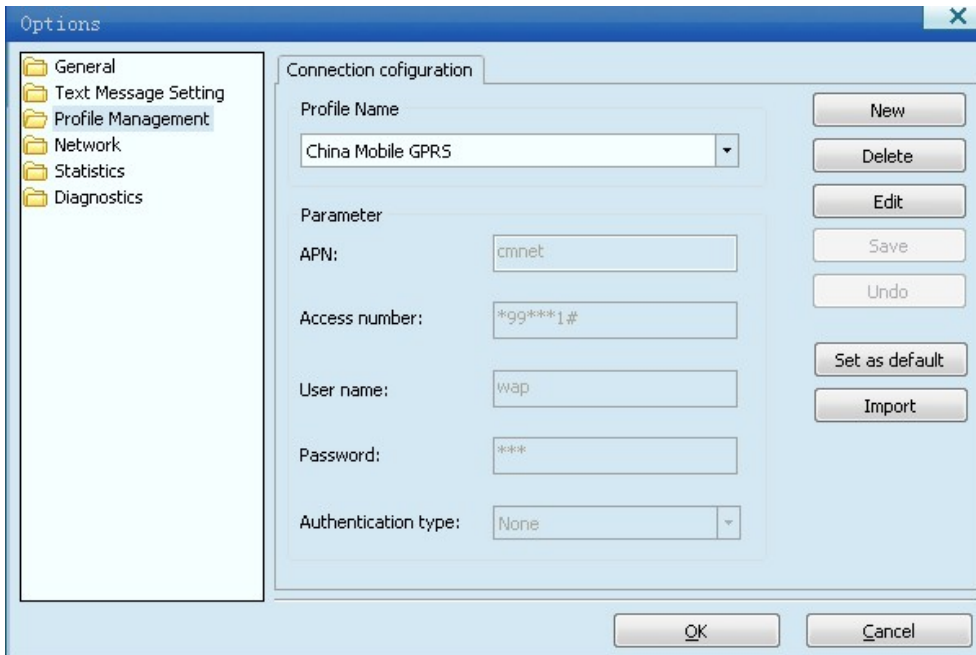 Options
General
Text Message Setting
Profile Management
Network
Statistics
Diagnostics
Connection cofiguration
Profile Name
China Mobile GPRS
Parameter
APN:
cmnet
Access number:
*99***1#
User name:
wap
Password:
***
Authentication type:
None
New
Delete
Edit
Save
Undo
Set as default
Import
OK
Cancel